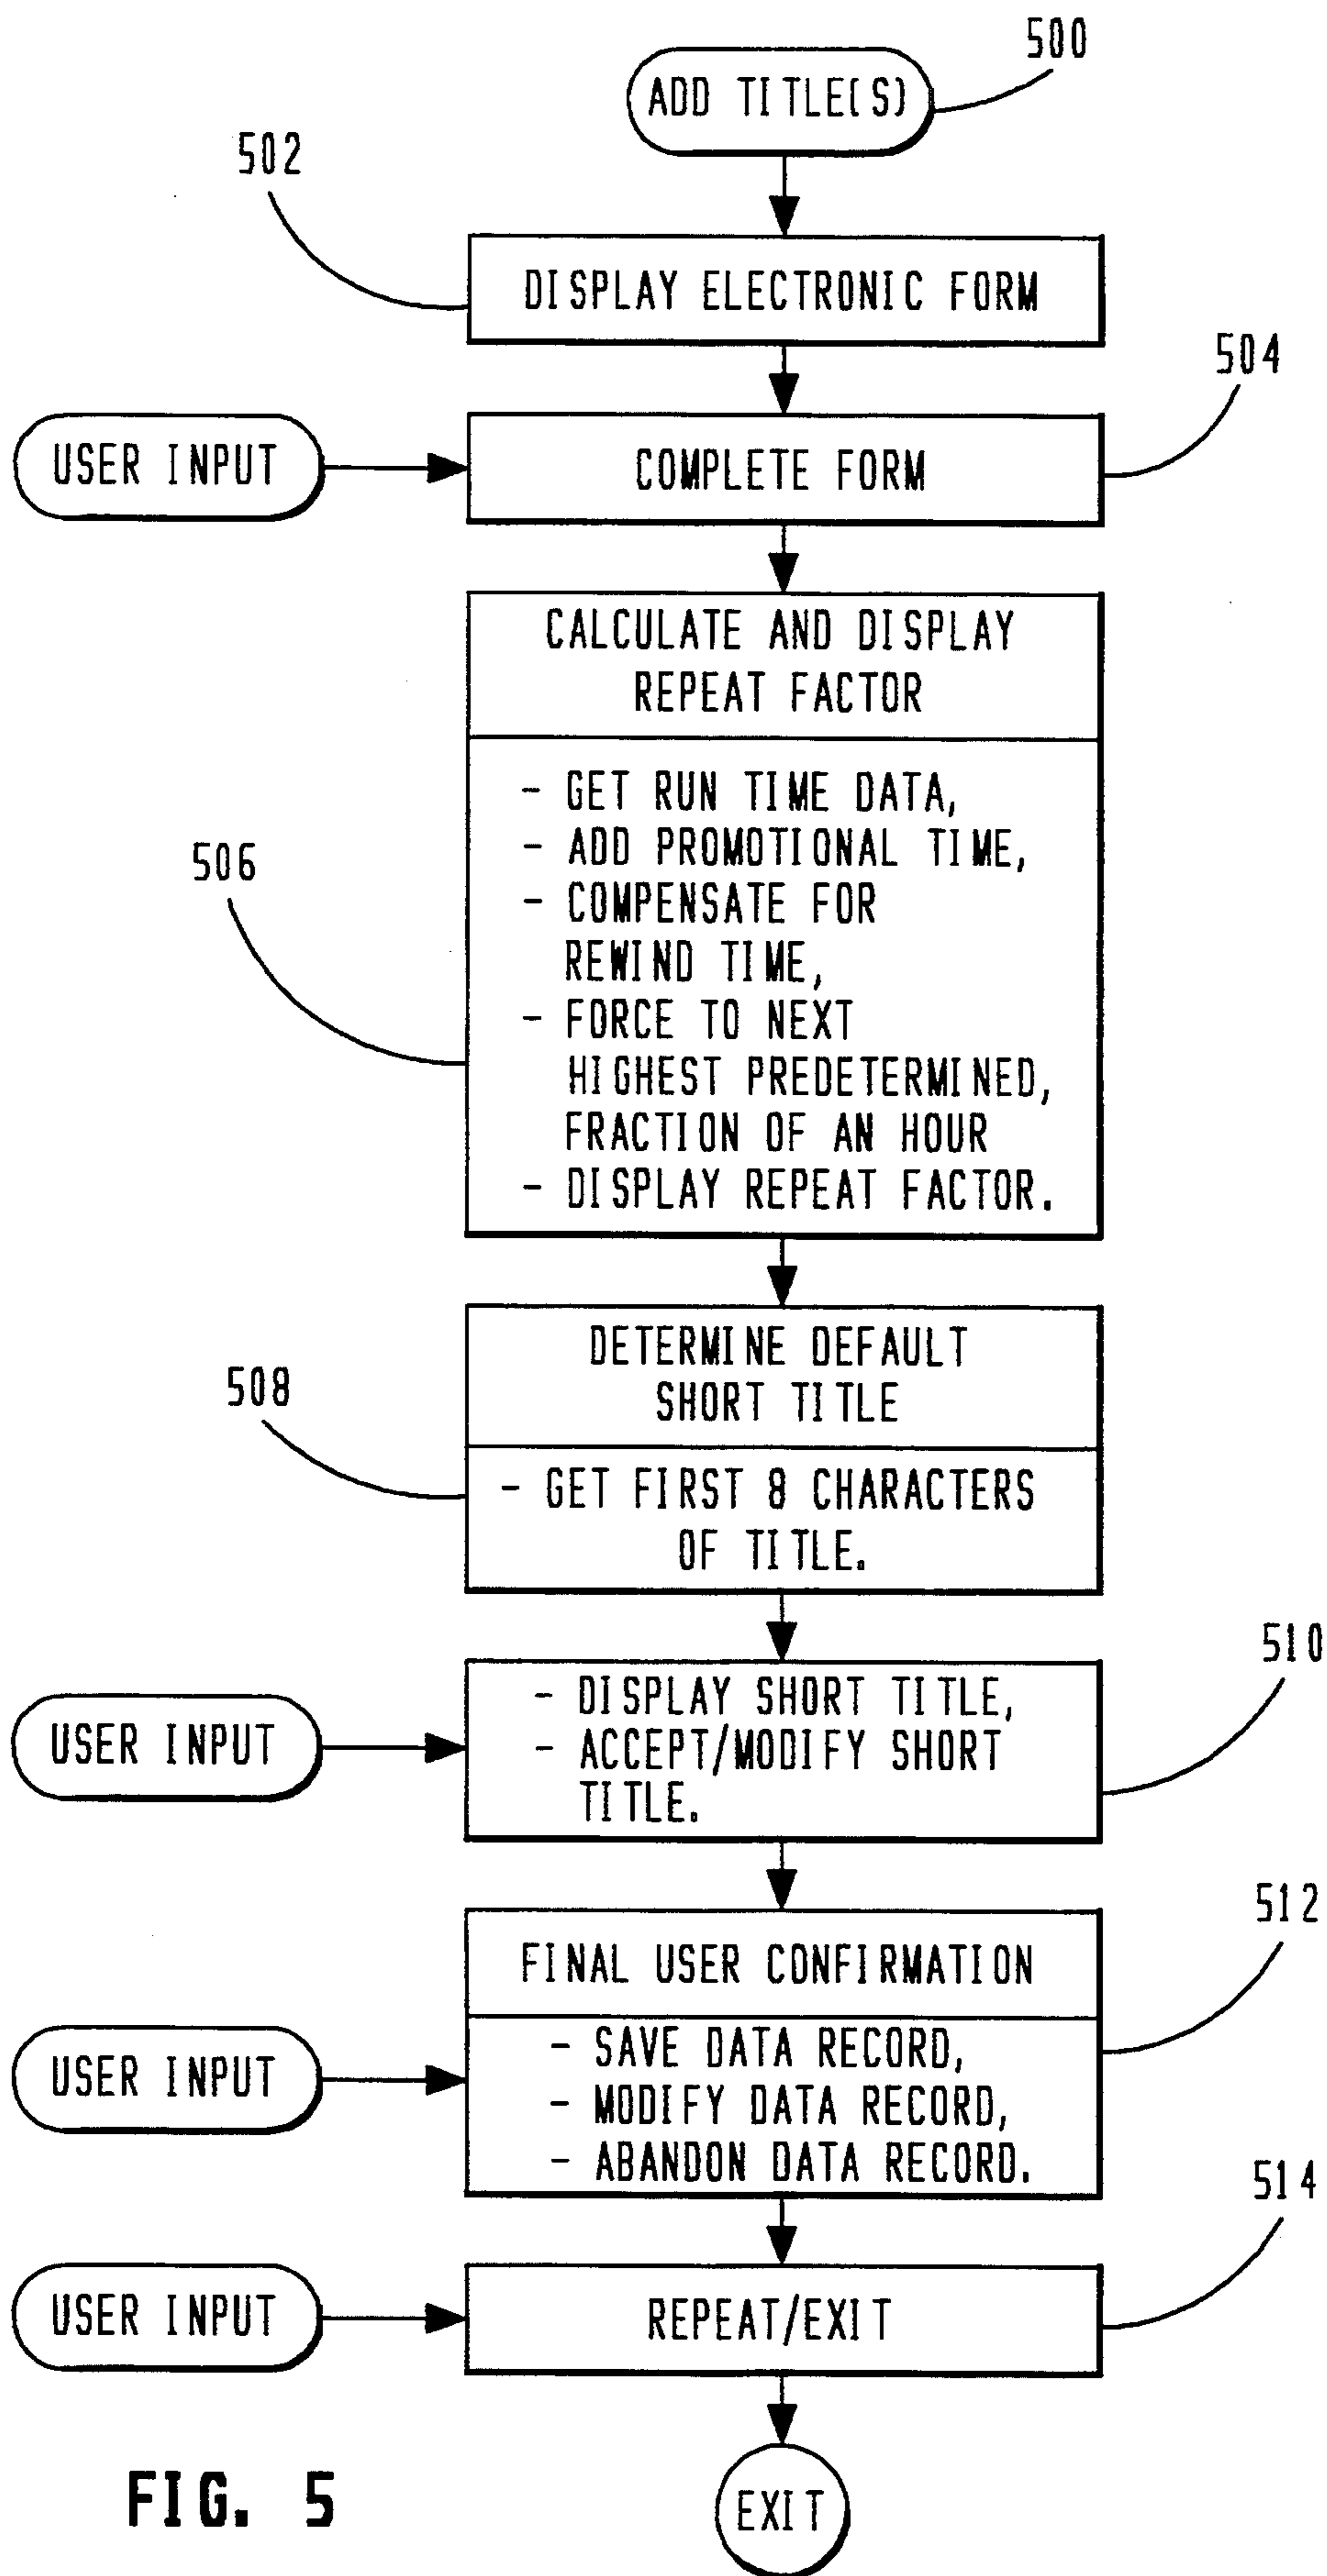 500
ADD TITLE(S)
502
DISPLAY ELECTRONIC FORM
504
USER INPUT
COMPLETE FORM
CALCULATE AND DISPLAY
REPEAT FACTOR
- GET RUN TIME DATA,
- ADD PROMOTIONAL TIME,
506
- COMPENSATE FOR
REWIND TIME,
- FORCE TO NEXT
HIGHEST PREDETERMINED,
FRACTION OF AN HOUR
- DISPLAY REPEAT FACTOR.
DETERMINE DEFAULT
SHORT TITLE
508
- GET FIRST 8 CHARACTERS
OF TITLE.
510
USER INPUT
- DISPLAY SHORT TITLE,
- ACCEPT/MODIFY SHORT
TITLE.
512
FINAL USER CONFIRMATION
USER INPUT
- SAVE DATA RECORD,
- MODIFY DATA RECORD,
- ABANDON DATA RECORD.
514
USER INPUT
REPEAT/EXIT
EXIT
FIG. 5